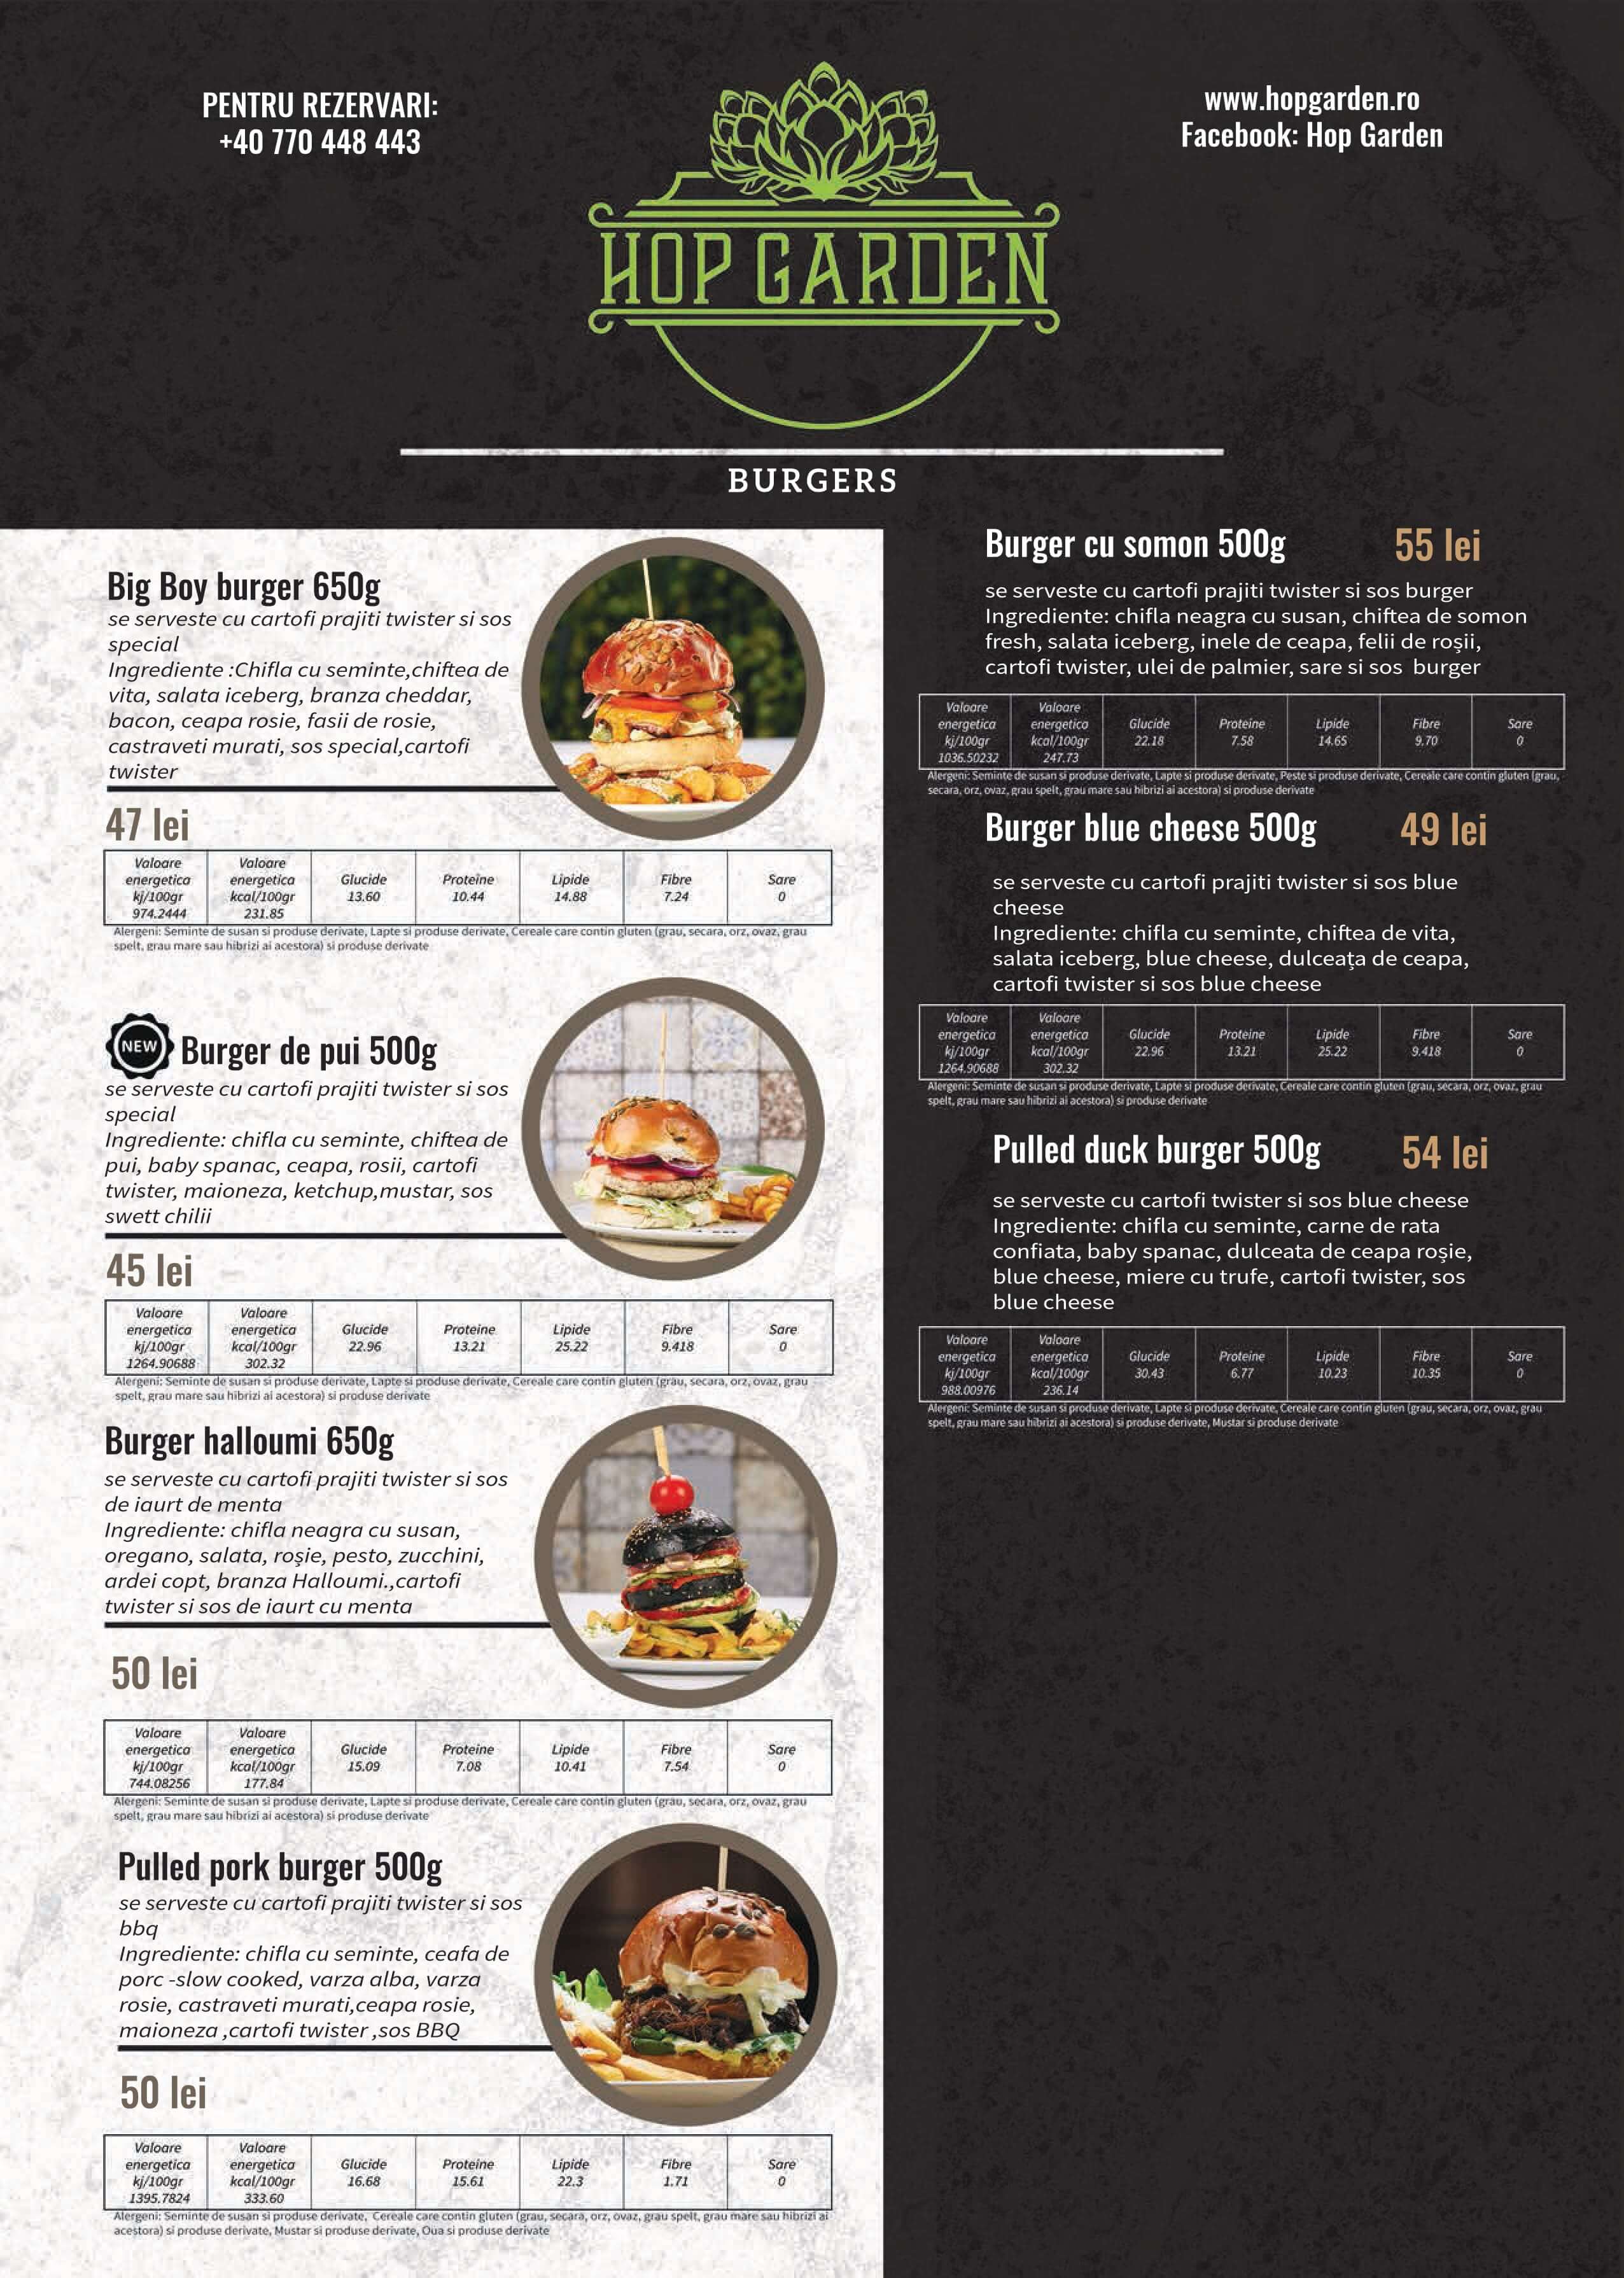 PENTRU REZERVARI:
+40 770 448 443
www.hopgarden.ro
Facebook: Hop Garden
HOP GARDEN
BURGERS
Big Boy burger 650g
se serveste cu cartofi prajiti twister si sos
special
Ingrediente :Chifla cu seminte,chiftea de
vita, salata iceberg, branza cheddar,
bacon, ceapa rosie, fasii de rosie,
castraveti murati, sos special,cartofi
twister
47 lei
Valoare energetica kj/100gr 974.2444
Valoare energetica kcal/100gr 231.85
Glucide 13.60
Proteine 10.44
Lipide 14.88
Fibre 7.24
Sare 0
Alergeni: Seminte de susan si produse derivate, Lapte si produse derivate, Cereale care contin gluten (grau, secara, orz, ovaz, grau
spelt, grau mare sau hibrizi ai acestora) si produse derivate
NEW
Burger de pui 500g
se serveste cu cartofi prajiti twister si sos
special
Ingrediente: chifla cu seminte, chiftea de
pui, baby spanac, ceapa, rosii, cartofi
twister, maioneza, ketchup,mustar, sos
swett chilii
45 lei
Valoare energetica kj/100gr 1264.90688
Valoare energetica kcal/100gr 302.32
Glucide 22.96
Proteine 13.21
Lipide 25.22
Fibre 9.418
Sare 0
Alergeni: Seminte de susan si produse derivate, Lapte si produse derivate, Cereale care contin gluten (grau, secara, orz, ovaz, grau
spelt, grau mare sau hibrizi ai acestora) si produse derivate
Burger halloumi 650g
se serveste cu cartofi prajiti twister si sos
de iaurt de menta
Ingrediente: chifla neagra cu susan,
oregano, salata, roşie, pesto, zucchini,
ardei copt, branza Halloumi.,cartofi
twister si sos de iaurt cu menta
50 lei
Valoare energetica kj/100gr 744.08256
Valoare energetica kcal/100gr 177.84
Glucide 15.09
Proteine 7.08
Lipide 10.41
Fibre 7.54
Sare 0
Alergeni: Seminte de susan si produse derivate, Lapte si produse derivate, Cereale care contin gluten (grau, secara, orz, ovaz, grau
spelt, grau mare sau hibrizi ai acestora) si produse derivate
Pulled pork burger 500g
se serveste cu cartofi prajiti twister si sos
bbq
Ingrediente: chifla cu seminte, ceafa de
porc -slow cooked, varza alba, varza
rosie, castraveti murati,ceapa rosie,
maioneza ,cartofi twister ,sos BBQ
50 lei
Valoare energetica kj/100gr 1395.7824
Valoare energetica kcal/100gr 333.60
Glucide 16.68
Proteine 15.61
Lipide 22.3
Fibre 1.71
Sare 0
Alergeni: Seminte de susan si produse derivate, Cereale care contin gluten (grau, secara, orz, ovaz, grau spelt, grau mare sau hibrizi ai
acestora) si produse derivate, Mustar si produse derivate, Oua si produse derivate
Burger cu somon 500g
55 lei
se serveste cu cartofi prajiti twister si sos burger
Ingrediente: chifla neagra cu susan, chiftea de somon
fresh, salata iceberg, inele de ceapa, felii de roşii,
cartofi twister, ulei de palmier, sare si sos burger
Valoare energetica kj/100gr 1036.50232
Valoare energetica kcal/100gr 247.73
Glucide 22.18
Proteine 7.58
Lipide 14.65
Fibre 9.70
Sare 0
Alergeni: Seminte de susan si produse derivate, Lapte si produse derivate, Peste si produse derivate, Cereale care contin gluten (grau,
secara, orz, ovaz, grau spelt, grau mare sau hibrizi ai acestora) si produse derivate
Burger blue cheese 500g
49 lei
se serveste cu cartofi prajiti twister si sos blue
cheese
Ingrediente: chifla cu seminte, chiftea de vita,
salata iceberg, blue cheese, dulceaţa de ceapa,
cartofi twister si sos blue cheese
Valoare energetica kj/100gr 1264.90688
Valoare energetica kcal/100gr 302.32
Glucide 22.96
Proteine 13.21
Lipide 25.22
Fibre 9.418
Sare 0
Alergeni: Seminte de susan si produse derivate, Lapte si produse derivate, Cereale care contin gluten (grau, secara, orz, ovaz, grau
spelt, grau mare sau hibrizi ai acestora) si produse derivate
Pulled duck burger 500g
54 lei
se serveste cu cartofi twister si sos blue cheese
Ingrediente: chifla cu seminte, carne de rata
confiata, baby spanac, dulceata de ceapa roşie,
blue cheese, miere cu trufe, cartofi twister, sos
blue cheese
Valoare energetica kj/100gr 988.00976
Valoare energetica kcal/100gr 236.14
Glucide 30.43
Proteine 6.77
Lipide 10.23
Fibre 10.35
Sare 0
Alergeni: Seminte de susan si produse derivate, Lapte si produse derivate, Cereale care contin gluten (grau, secara, orz, ovaz, grau
spelt, grau mare sau hibrizi ai acestora) si produse derivate, Mustar si produse derivate